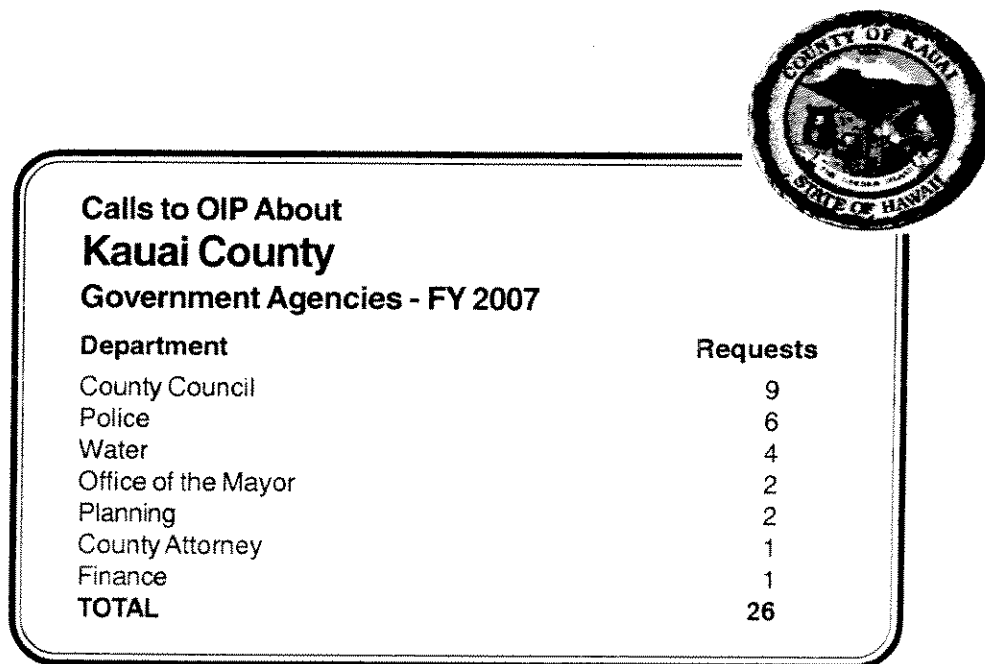 COUNTY OF KAUAI
STATE OF HAWAII
Calls to OIP About
Kauai County
Government Agencies - FY 2007
Department Requests
County Council 9
Police 6
Water 4
Office of the Mayor 2
Planning 2
County Attorney 1
Finance 1
TOTAL 26